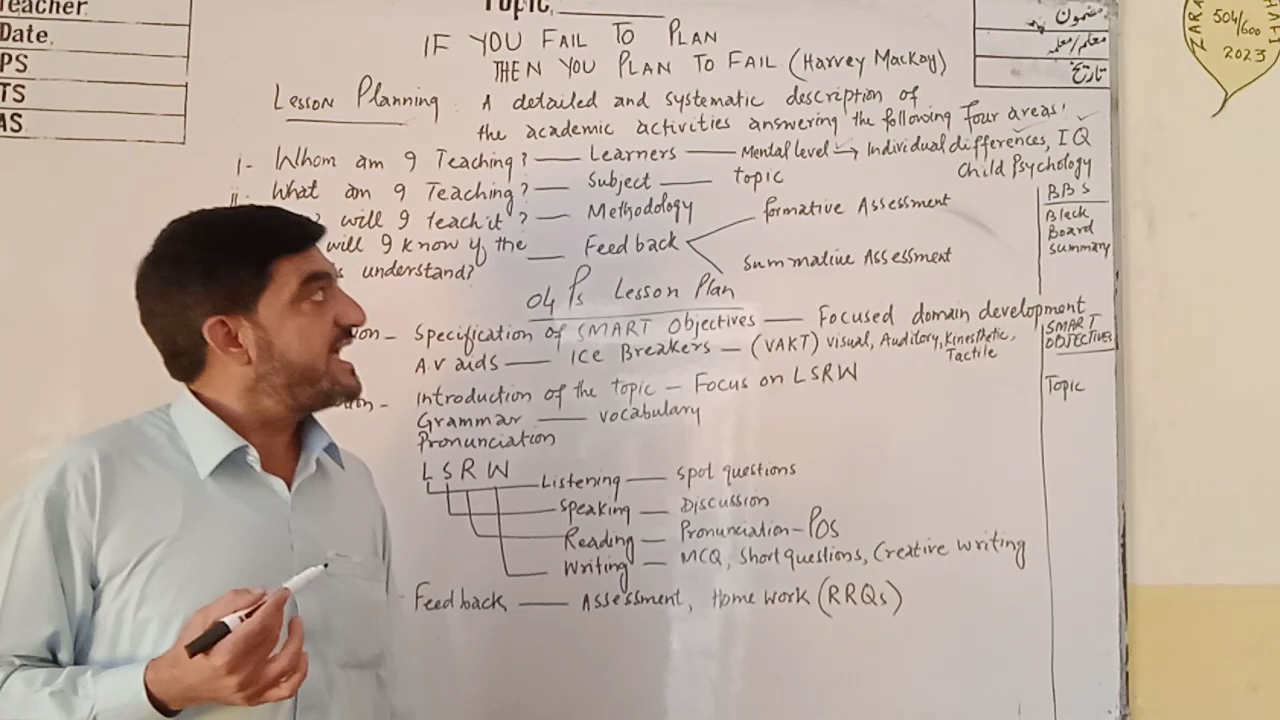 Teacher
Date
PS
TS
AS
Topic
مضمون
معلم/معلمہ
تاریخ
ZARA
504/600
2023
IF YOU FAIL TO PLAN
THEN YOU PLAN TO FAIL (Harvey Mackay)
Lesson Planning : A detailed and systematic description of
the academic activities answering the following four areas:
i- Whom am I Teaching? — Learners — Mental level → Individual differences, IQ
Child Psychology
ii- What am I Teaching? — Subject — topic
will I teach it? — Methodology
will I know if the — Feedback
understand?
formative Assessment
Summative Assessment
04 Ps Lesson Plan
Specification of SMART Objectives — Focused domain development
A.V aids — Ice Breakers — (VAKT) visual, Auditory, Kinesthetic,
Tactile
Introduction of the topic — Focus on LSRW
Grammar — vocabulary
Pronunciation
L S R W
Listening — spot questions
Speaking — Discussion
Reading — Pronunciation - POS
Writing — MCQ, Short questions, Creative writing
Feedback — Assessment, Home work (RRQs)
BBS
Black
Board
Summary
SMART
OBJECTIVES
Topic